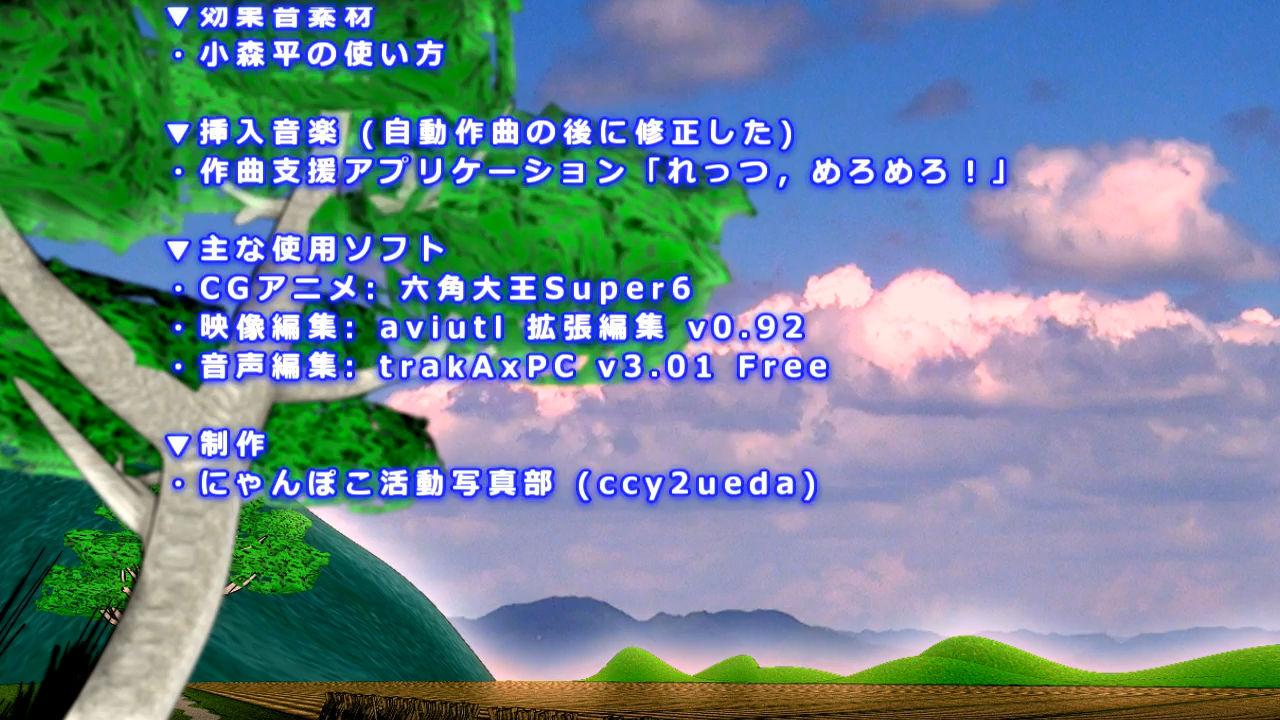 ▼効果音素材
・小森平の使い方
▼挿入音楽 (自動作曲の後に修正した)
・作曲支援アプリケーション「れっつ, めろめろ!」
▼主な使用ソフト
・CGアニメ: 六角大王Super6
・映像編集: aviutl 拡張編集 v0.92
・音声編集: trakAxPC v3.01 Free
▼制作
・にゃんぽこ活動写真部 (ccy2ueda)